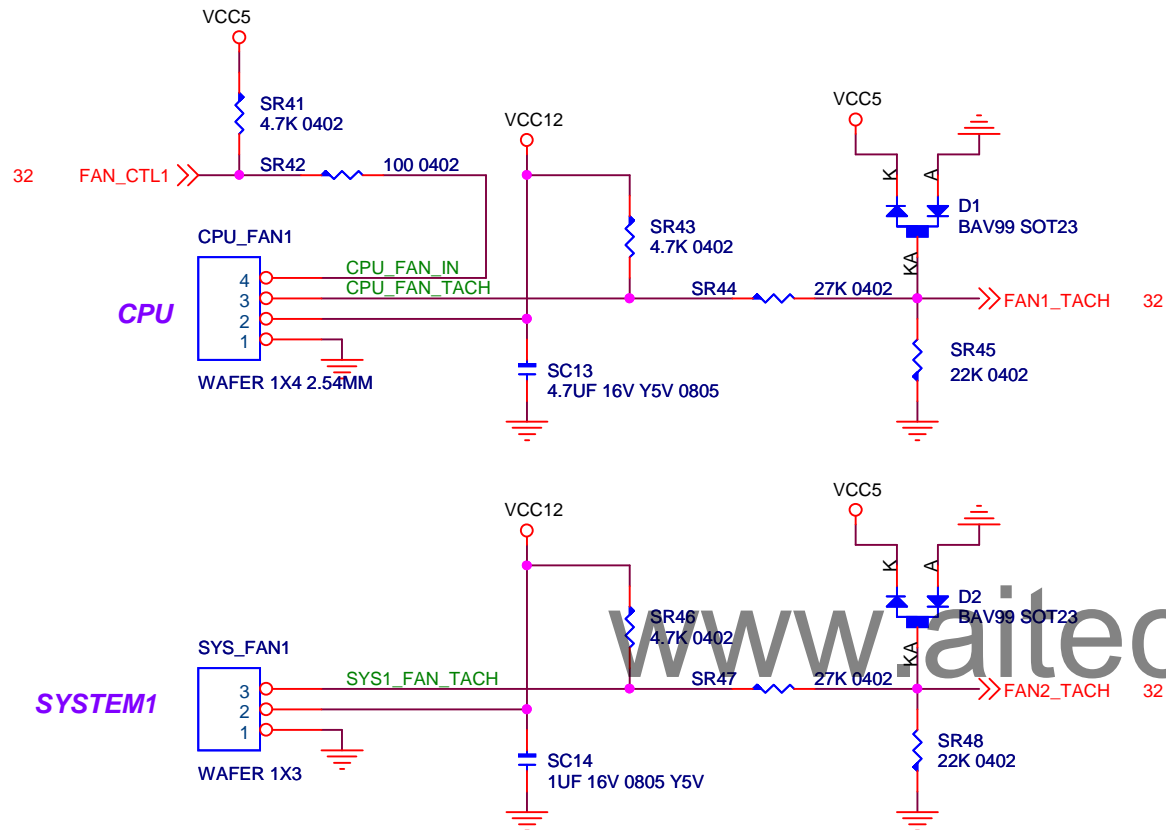 VCC5
SR41
4.7K 0402
32 FAN_CTL1
SR42 100 0402
VCC12
VCC5
K A
D1
BAV99 SOT23
KA
SR43
4.7K 0402
CPU_FAN1
CPU
4 CPU_FAN_IN
3 CPU_FAN_TACH
2
1
WAFER 1X4 2.54MM
SR44 27K 0402
FAN1_TACH 32
SR45
22K 0402
SC13
4.7UF 16V Y5V 0805
VCC12
VCC5
K A
D2
BAV99 SOT23
KA
SR46
4.7K 0402
www.aitec
SYS_FAN1
SYSTEM1
3 SYS1_FAN_TACH
2
1
WAFER 1X3
SR47 27K 0402
FAN2_TACH 32
SR48
22K 0402
SC14
1UF 16V 0805 Y5V